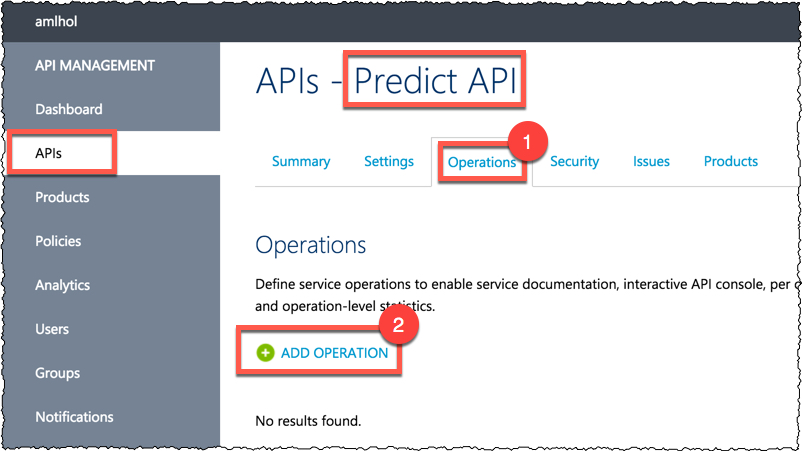 amlhol
API MANAGEMENT
Dashboard
APIs
Products
Policies
Analytics
Users
Groups
Notifications
APIs - Predict API
1
Summary Settings Operations Security Issues Products
Operations
Define service operations to enable service documentation, interactive API console, per
and operation-level statistics.
2
ADD OPERATION
No results found.